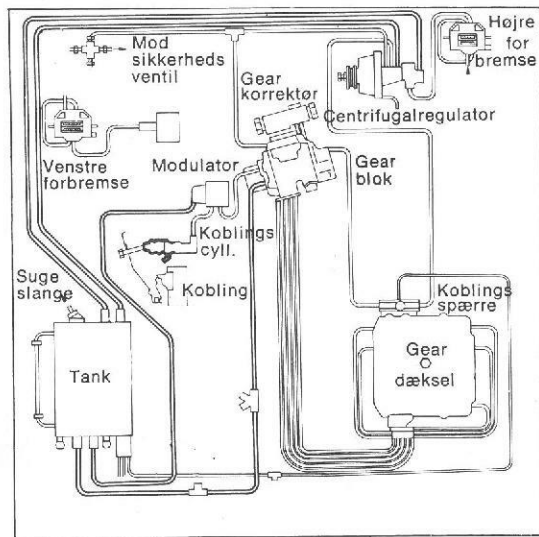 Mod
sikkerheds
ventil
Højre
for
bremse
Gear
korrektør
Centrifugalregulator
Venstre
forbremse
Modulator
Gear
blok
Koblings
cyll.
Kobling
Suge
slange
Tank
Koblings
spærre
Gear
dæksel